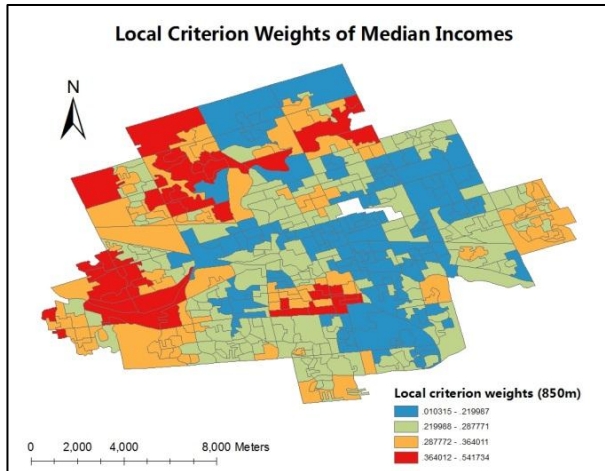 Local Criterion Weights of Median Incomes
N
Local criterion weights (850m)
.010315 - .219987
.219988 - .287771
.287772 - .364011
.364012 - .541734
0 2,000 4,000 8,000 Meters